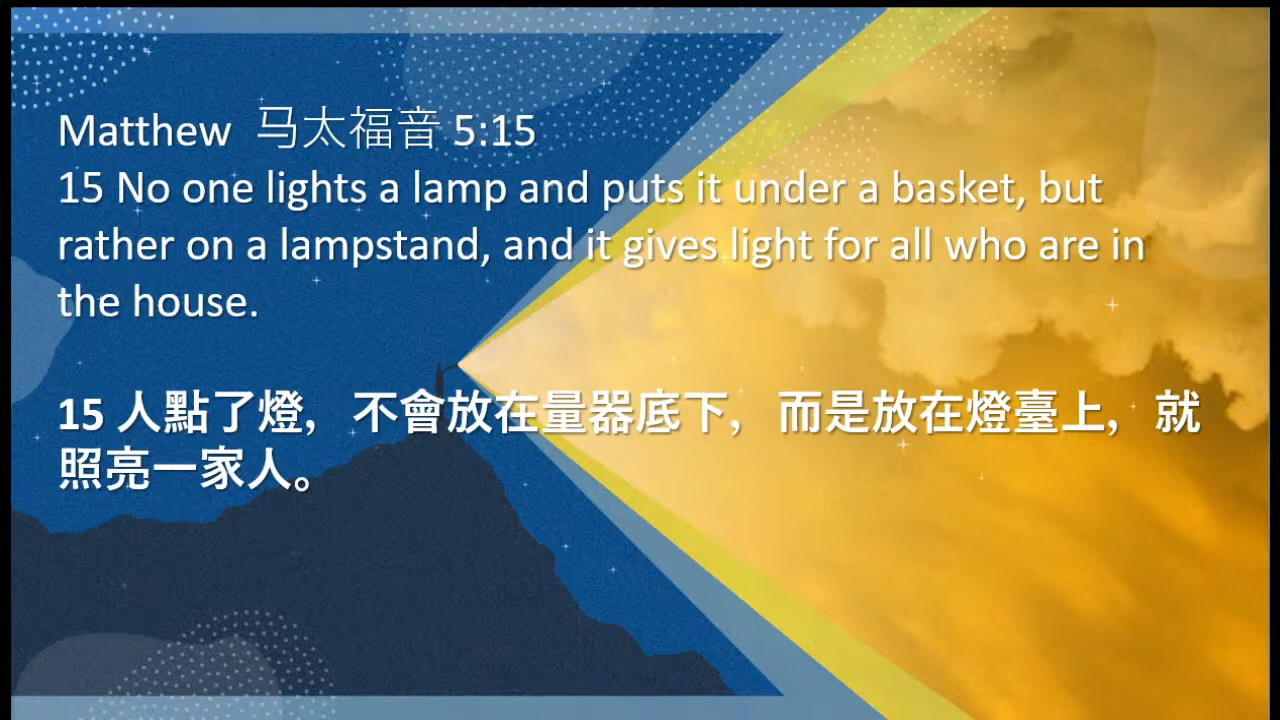 Matthew 马太福音 5:15
15 No one lights a lamp and puts it under a basket, but
rather on a lampstand, and it gives light for all who are in
the house.
15 人點了燈，不會放在量器底下，而是放在燈臺上，就
照亮一家人。